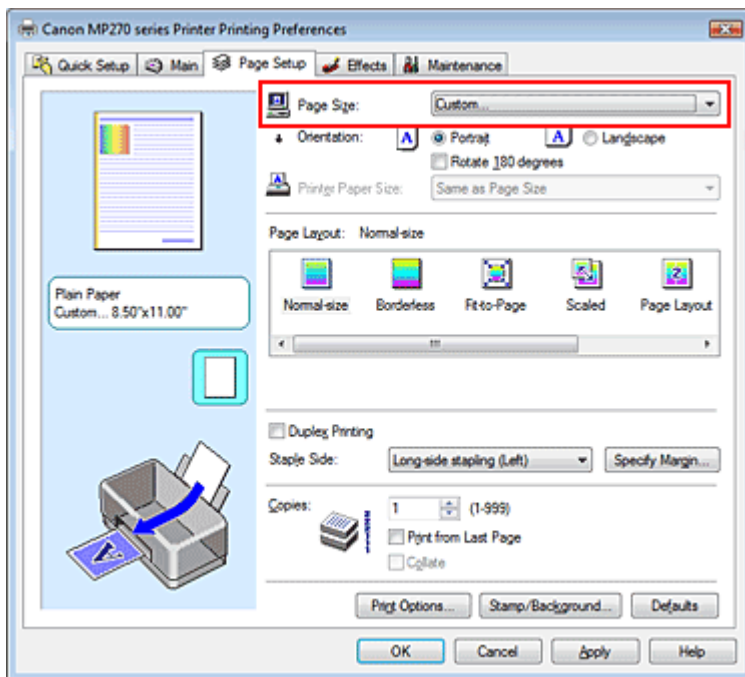 Canon MP270 series Printer Printing Preferences
Quick Setup Main Page Setup Effects Maintenance
Page Size: Custom...
Orientation: A Portrait A Landscape
Rotate 180 degrees
Printer Paper Size: Same as Page Size
Page Layout: Normal-size
Normal-size Borderless Fit-to-Page Scaled Page Layout
Plain Paper
Custom... 8.50"x11.00"
Duplex Printing
Staple Side: Long-side stapling (Left) Specify Margin...
Copies: 1 (1-999)
Print from Last Page
Collate
Print Options... Stamp/Background... Defaults
OK Cancel Apply Help